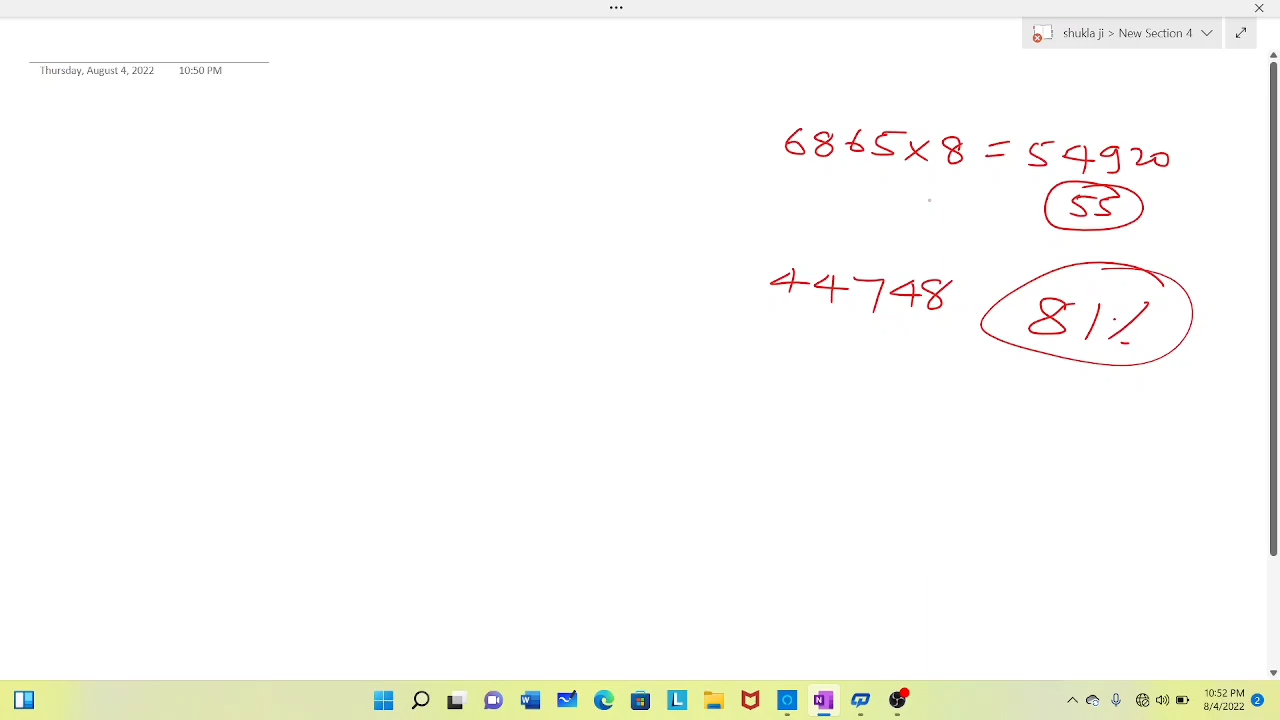 shukla ji > New Section 4
Thursday, August 4, 2022 10:50 PM
6865×8 = 54920
55
44748
81%
10:52 PM
8/4/2022
2